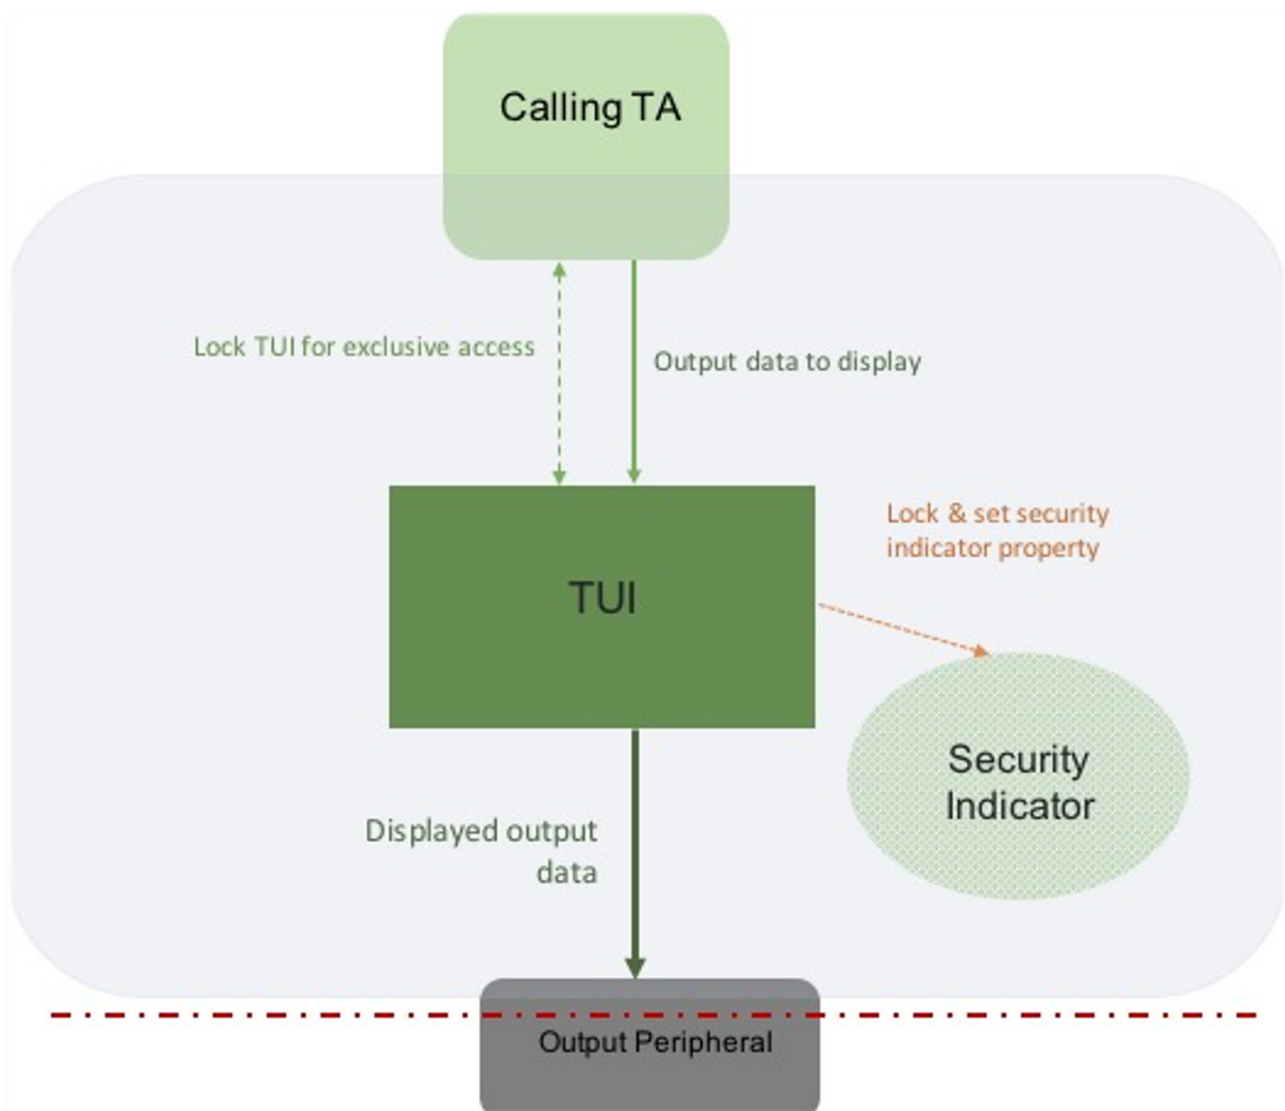 Calling TA
Lock TUI for exclusive access
Output data to display
Lock & set security
indicator property
TUI
Security
Indicator
Displayed output
data
Output Peripheral